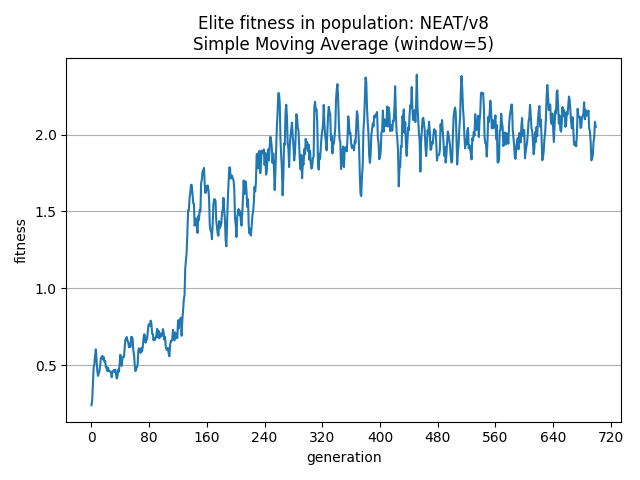 Elite fitness in population: NEAT/v8
Simple Moving Average (window=5)
fitness
2.0
1.5
1.0
0.5
0 80 160 240 320 400 480 560 640 720
generation